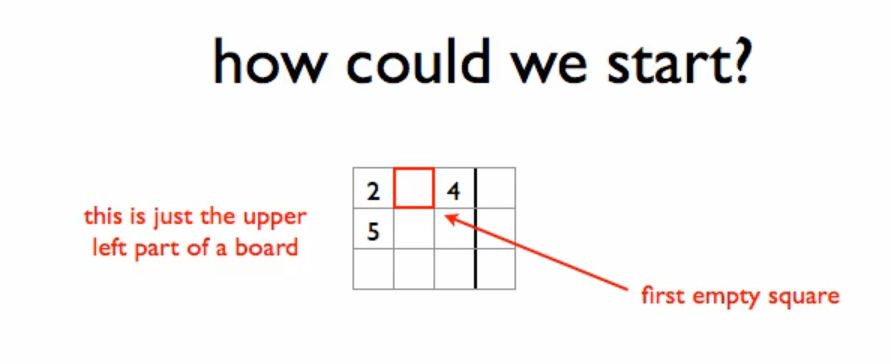 how could we start?
this is just the upper
left part of a board
2 4
5
first empty square